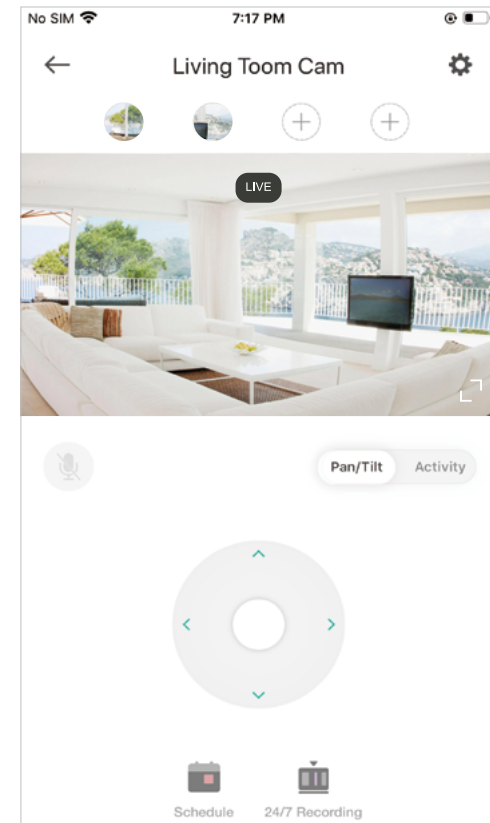 No SIM 7:17 PM
Living Toom Cam
LIVE
Pan/Tilt Activity
Schedule 24/7 Recording